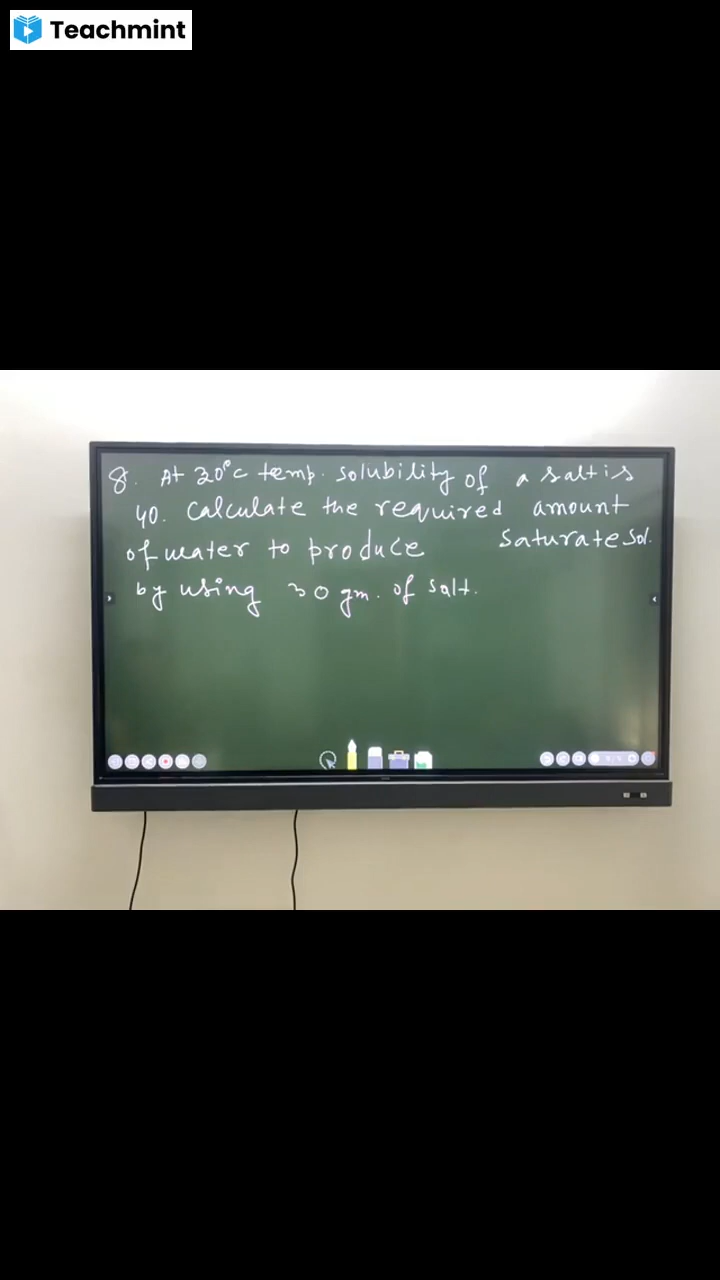 Teachmint
8. At 30°C temp. solubility of a salt is
40. Calculate the required amount
of water to produce saturate sol.
by using 30 gm. of salt.